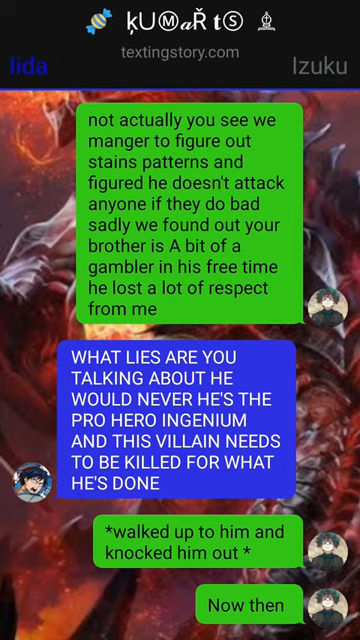 🍬 ķUⓂ𝒂Ř 𝐭Ⓢ ♗
textingstory.com
Iida
Izuku
not actually you see we
manger to figure out
stains patterns and
figured he doesn't attack
anyone if they do bad
sadly we found out your
brother is A bit of a
gambler in his free time
he lost a lot of respect
from me
WHAT LIES ARE YOU
TALKING ABOUT HE
WOULD NEVER HE'S THE
PRO HERO INGENIUM
AND THIS VILLAIN NEEDS
TO BE KILLED FOR WHAT
HE'S DONE
*walked up to him and
knocked him out *
Now then